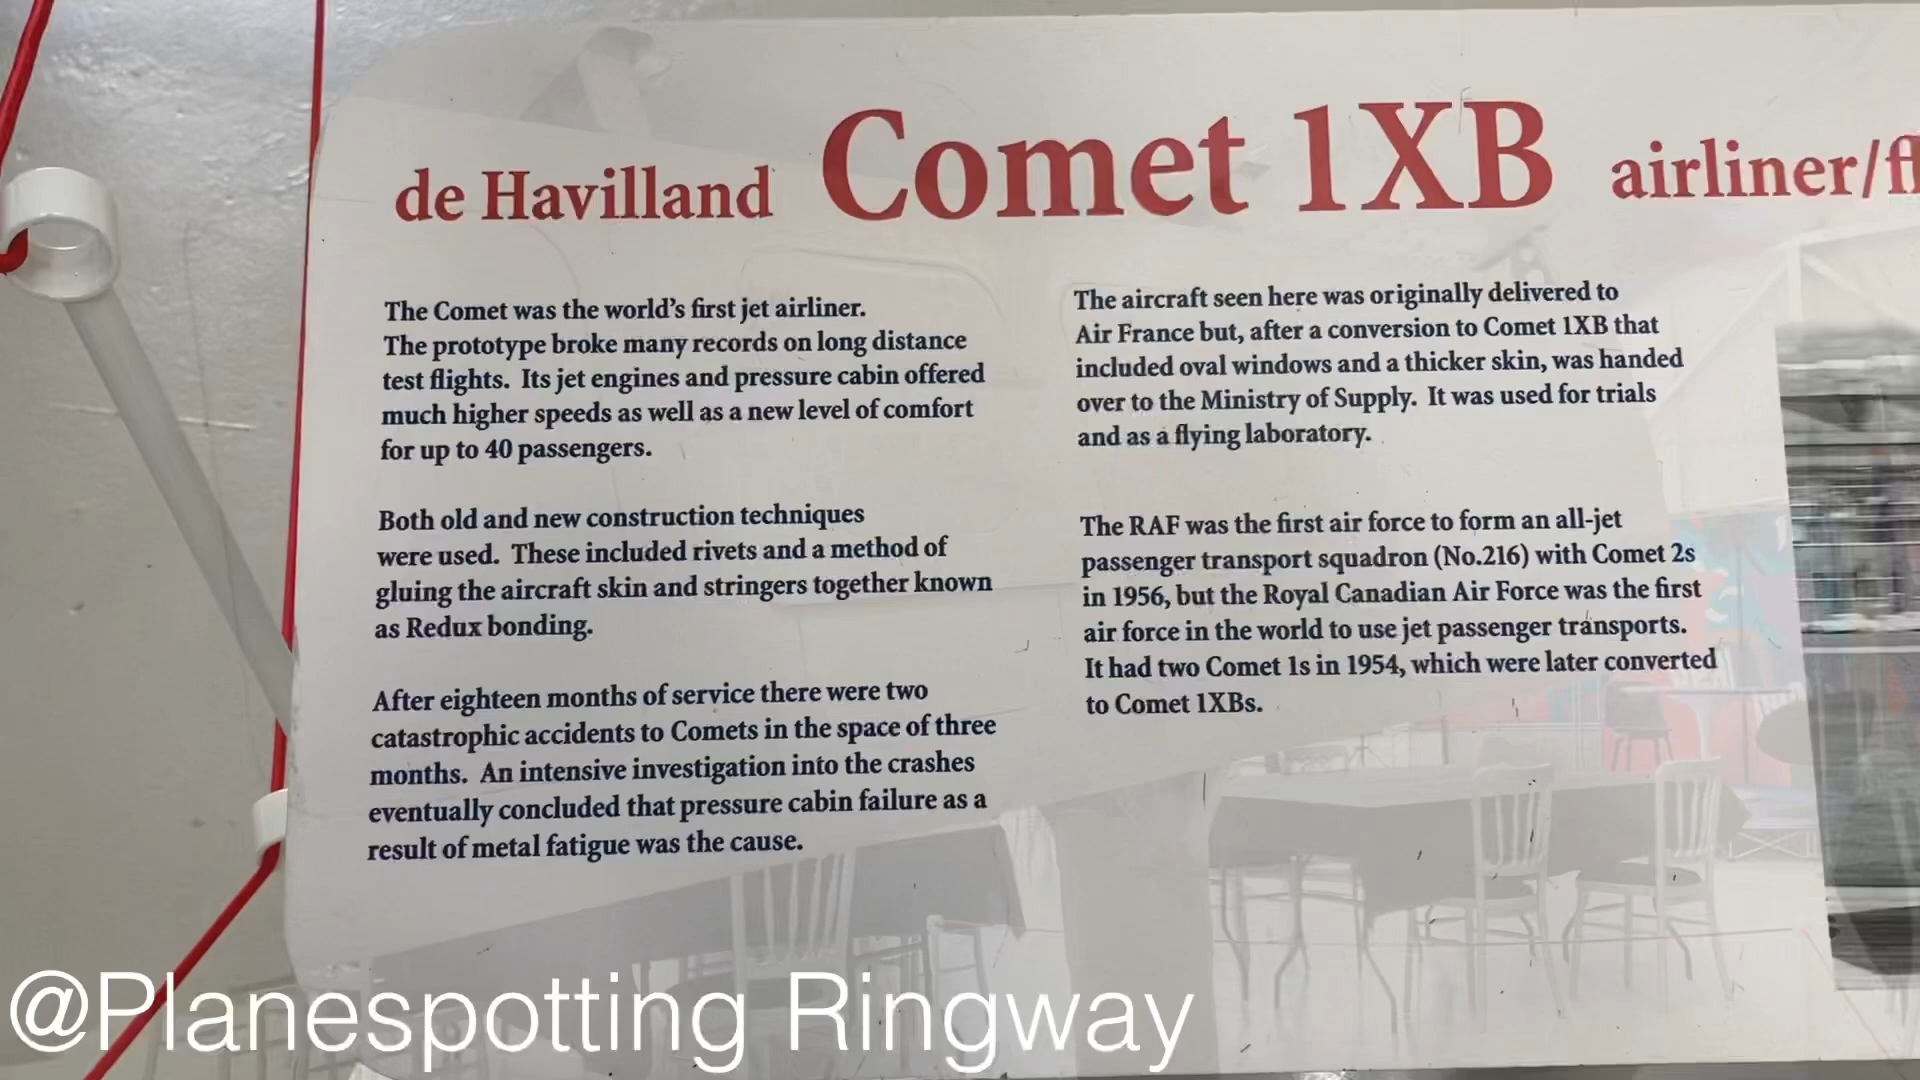 de Havilland Comet 1XB airliner/fl
The Comet was the world's first jet airliner.
The prototype broke many records on long distance
test flights. Its jet engines and pressure cabin offered
much higher speeds as well as a new level of comfort
for up to 40 passengers.
Both old and new construction techniques
were used. These included rivets and a method of
gluing the aircraft skin and stringers together known
as Redux bonding.
After eighteen months of service there were two
catastrophic accidents to Comets in the space of three
months. An intensive investigation into the crashes
eventually concluded that pressure cabin failure as a
result of metal fatigue was the cause.
The aircraft seen here was originally delivered to
Air France but, after a conversion to Comet 1XB that
included oval windows and a thicker skin, was handed
over to the Ministry of Supply. It was used for trials
and as a flying laboratory.
The RAF was the first air force to form an all-jet
passenger transport squadron (No.216) with Comet 2s
in 1956, but the Royal Canadian Air Force was the first
air force in the world to use jet passenger transports.
It had two Comet 1s in 1954, which were later converted
to Comet 1XBs.
@Planespotting Ringway